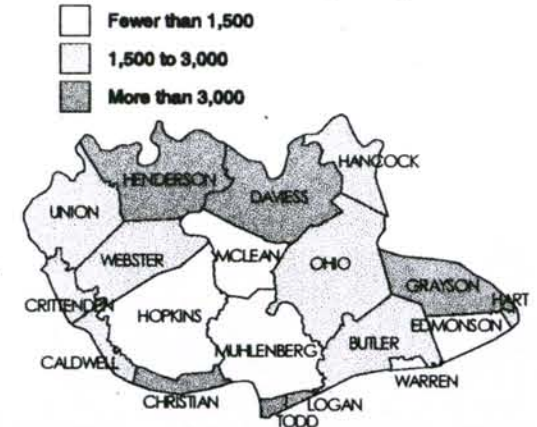 Fewer than 1,500
1,500 to 3,000
More than 3,000
HANCOCK
HENDERSON
DAVIESS
UNION
WEBSTER
MCLEAN
OHIO
GRAYSON
HART
CRITTENDEN
HOPKINS
EDMONSON
MUHLENBERG
BUTLER
CALDWELL
WARREN
CHRISTIAN
LOGAN
TODD